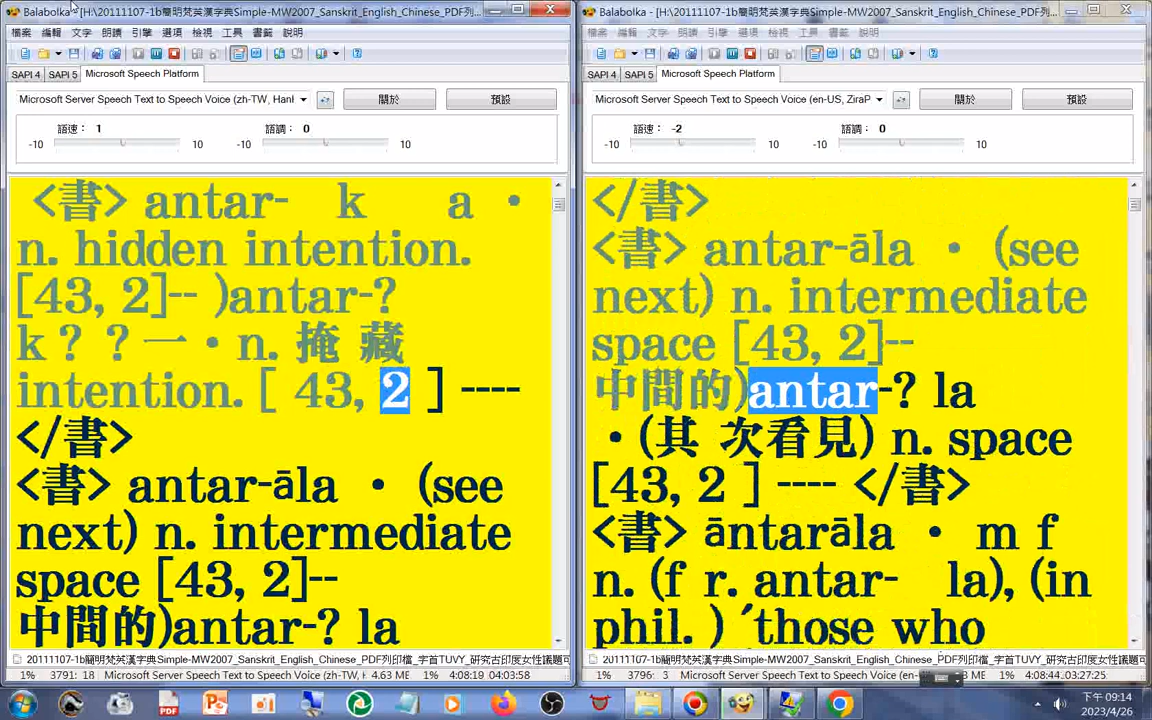 Balabolka - [H:\20111107-1b簡明梵英漢字典Simple-MW2007_Sanskrit_English_Chinese_PDF列...
檔案 編輯 文字 朗讀 引擎 選項 檢視 工具 書籤 說明
SAPI 4 SAPI 5 Microsoft Speech Platform
Microsoft Server Speech Text to Speech Voice (zh-TW, Hanl
關於 預設
語速： 1 語調： 0
-10 10 -10 10
<書> antar- k a •
n. hidden intention.
[43, 2]-- )antar-?
k ? ? 一 • n. 掩 藏
intention. [ 43, 2 ] ----
</書>
<書> antar-āla • (see
next) n. intermediate
space [43, 2]--
中間的)antar-? la
20111107-1b簡明梵英漢字典Simple-MW2007_Sanskrit_English_Chinese_PDF列印檔_字首TUVY_研究古印度女性議題可
1% 3791: 18 Microsoft Server Speech Text to Speech Voice (zh-TW, H 4.63 ME 1% 4:08:19 04:03:58
Balabolka - [H:\20111107-1b簡明梵英漢字典Simple-MW2007_Sanskrit_English_Chinese_PDF列...
檔案 編輯 文字 朗讀 引擎 選項 檢視 工具 書籤 說明
SAPI 4 SAPI 5 Microsoft Speech Platform
Microsoft Server Speech Text to Speech Voice (en-US, ZiraP
關於 預設
語速： -2 語調： 0
-10 10 -10 10
</書>
<書> antar-āla • (see
next) n. intermediate
space [43, 2]--
中間的)antar-? la
• (其 次看見) n. space
[43, 2 ] ---- </書>
<書> āntarāla • m f
n. (f r. antar- la), (in
phil. ) ´those who
20111107-1b簡明梵英漢字典Simple-MW2007_Sanskrit_English_Chinese_PDF列印檔_字首TUVY_研究古印度女性議題可
1% 3796: 3 Microsoft Server Speech Text to Speech Voice (en-US 1% 4:08:44 03:27:25
下午 09:14
2023/4/26